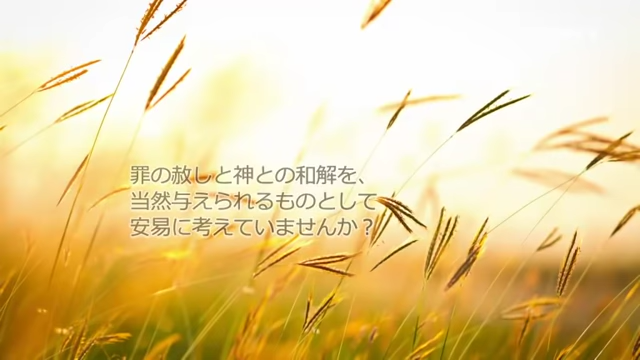 罪の赦しと神との和解を、
当然与えられるものとして
安易に考えていませんか？